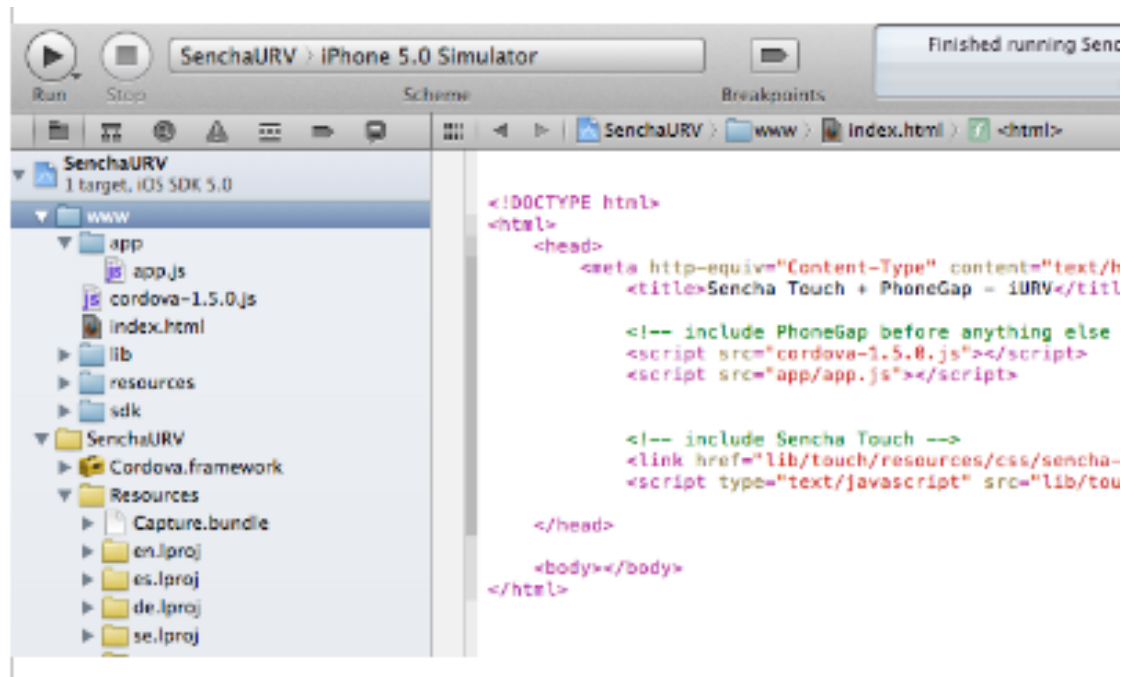 Finished running Senc
SenchaURV › iPhone 5.0 Simulator
Run Stop Scheme Breakpoints
SenchaURV › www › index.html › <html>
SenchaURV
1 target, iOS SDK 5.0
www
app
app.js
cordova-1.5.0.js
index.html
lib
resources
sdk
SenchaURV
Cordova.framework
Resources
Capture.bundle
en.lproj
es.lproj
de.lproj
se.lproj
<!DOCTYPE html>
<html>
<head>
<meta http-equiv="Content-Type" content="text/h
<title>Sencha Touch + PhoneGap - iURV</titl
<!-- include PhoneGap before anything else
<script src="cordova-1.5.0.js"></script>
<script src="app/app.js"></script>
<!-- include Sencha Touch -->
<link href="lib/touch/resources/css/sencha-
<script type="text/javascript" src="lib/tou
</head>
<body></body>
</html>